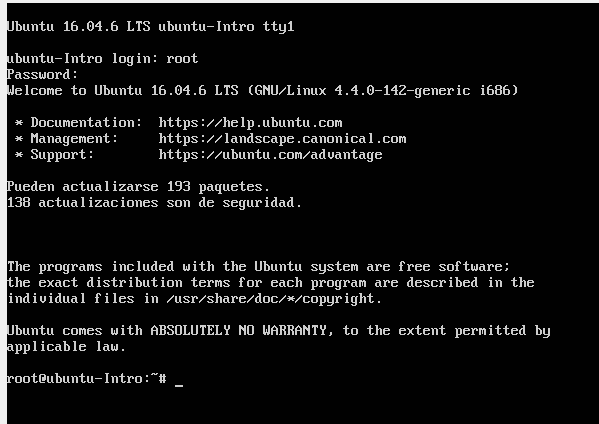 Ubuntu 16.04.6 LTS ubuntu-Intro tty1
ubuntu-Intro login: root
Password:
Welcome to Ubuntu 16.04.6 LTS (GNU/Linux 4.4.0-142-generic i686)
* Documentation:  https://help.ubuntu.com
* Management:     https://landscape.canonical.com
* Support:        https://ubuntu.com/advantage
Pueden actualizarse 193 paquetes.
138 actualizaciones son de seguridad.
The programs included with the Ubuntu system are free software;
the exact distribution terms for each program are described in the
individual files in /usr/share/doc/*/copyright.
Ubuntu comes with ABSOLUTELY NO WARRANTY, to the extent permitted by
applicable law.
root@ubuntu-Intro:~# _